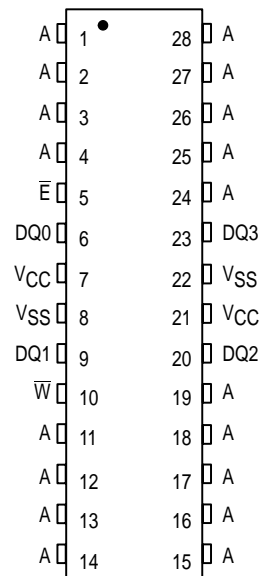 A 1 28 A
A 2 27 A
A 3 26 A
A 4 25 A
E̅ 5 24 A
DQ0 6 23 DQ3
VCC 7 22 VSS
VSS 8 21 VCC
DQ1 9 20 DQ2
W̅ 10 19 A
A 11 18 A
A 12 17 A
A 13 16 A
A 14 15 A